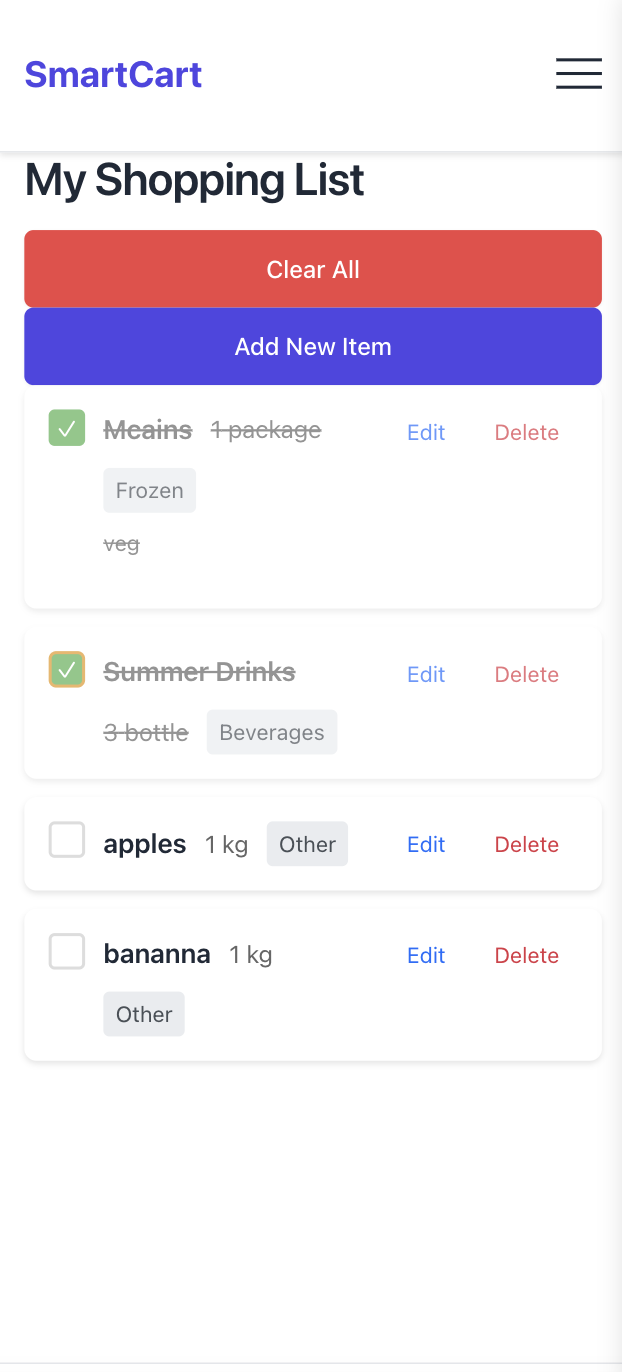 SmartCart
My Shopping List
Clear All
Add New Item
Mcains 1 package Edit Delete
Frozen
veg
Summer Drinks Edit Delete
3 bottle Beverages
apples 1 kg Other Edit Delete
bananna 1 kg Edit Delete
Other